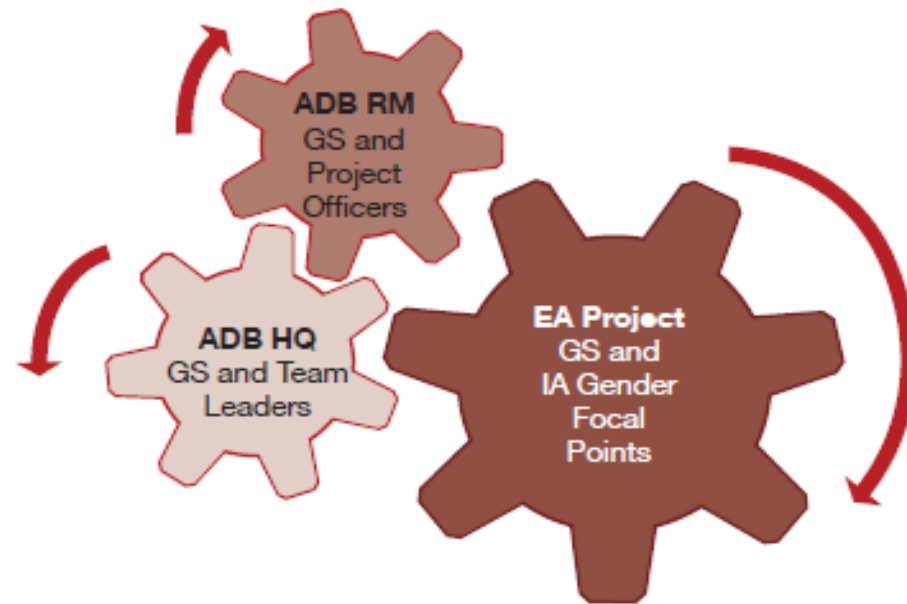 ADB RM
GS and
Project
Officers
ADB HQ
GS and Team
Leaders
EA Project
GS and
IA Gender
Focal
Points